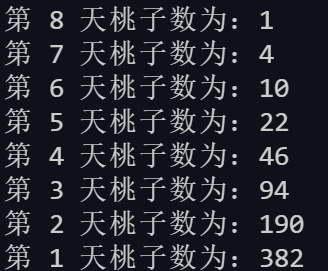 第 8 天桃子数为：1
第 7 天桃子数为：4
第 6 天桃子数为：10
第 5 天桃子数为：22
第 4 天桃子数为：46
第 3 天桃子数为：94
第 2 天桃子数为：190
第 1 天桃子数为：382